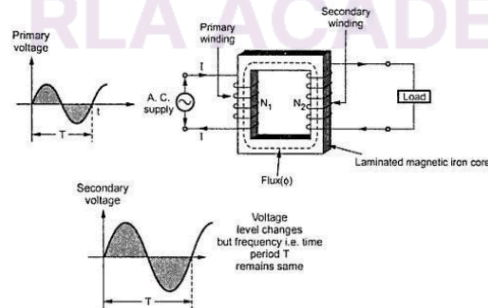 RLA ACADE
Primary
voltage
t
T
A. C.
supply
I
I
Primary
winding
Secondary
winding
N1
N2
Load
Laminated magnetic iron core
Flux(ϕ)
Secondary
voltage
T
Voltage
level changes
but frequency i.e. time
period T
remains same